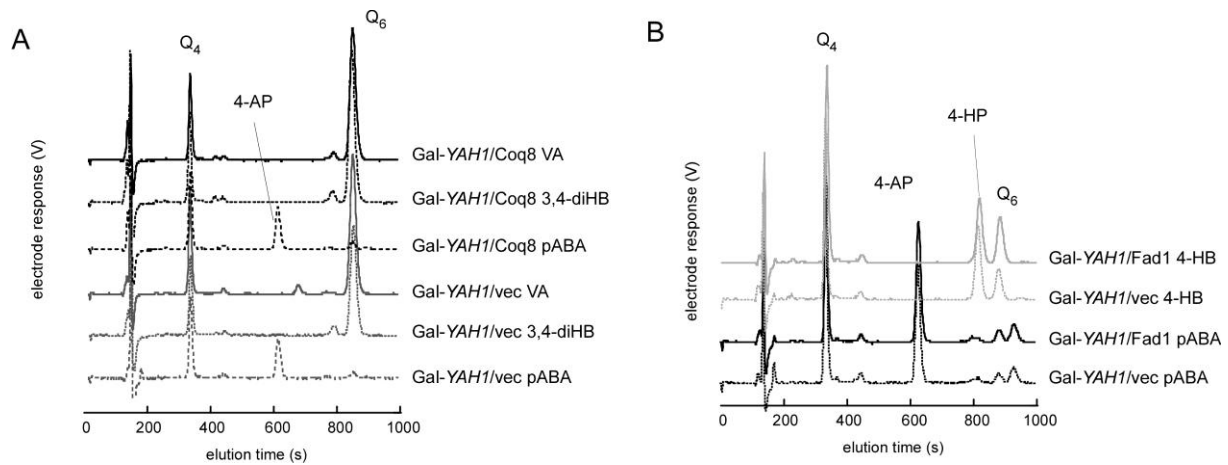 A
Q4
Q6
4-AP
Gal-YAH1/Coq8 VA
Gal-YAH1/Coq8 3,4-diHB
Gal-YAH1/Coq8 pABA
Gal-YAH1/vec VA
Gal-YAH1/vec 3,4-diHB
Gal-YAH1/vec pABA
electrode response (V)
0 200 400 600 800 1000
elution time (s)
B
Q4
4-HP
4-AP
Q6
Gal-YAH1/Fad1 4-HB
Gal-YAH1/vec 4-HB
Gal-YAH1/Fad1 pABA
Gal-YAH1/vec pABA
electrode response (V)
0 200 400 600 800 1000
elution time (s)